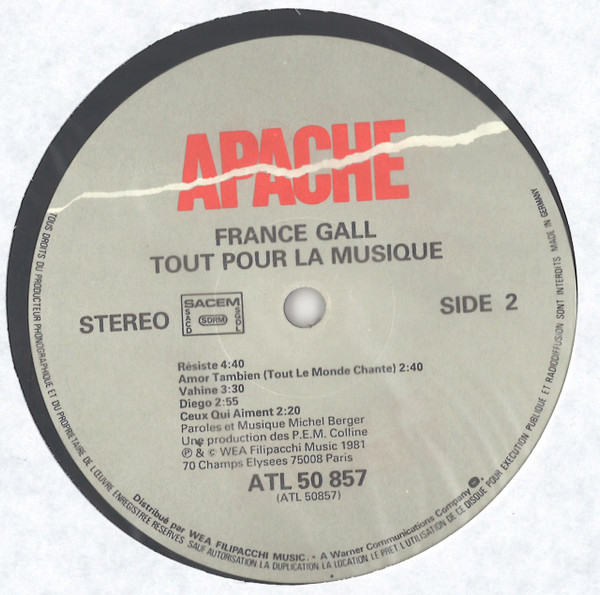 APACHE
FRANCE GALL
TOUT POUR LA MUSIQUE
STEREO
SACEM
SACD
SDRM
SGDL
SIDE 2
Résiste 4:40
Amor Tambien (Tout Le Monde Chante) 2:40
Vahine 3:30
Diego 2:55
Ceux Qui Aiment 2:20
Paroles et Musique Michel Berger
Une production des P.E.M. Colline
℗ & © WEA Filipacchi Music 1981
70 Champs Elysees 75008 Paris
ATL 50 857
(ATL 50857)
TOUS DROITS DU PRODUCTEUR PHONOGRAPHIQUE ET DU PROPRIETAIRE DE L'ŒUVRE ENREGISTREE RESERVES
SAUF AUTORISATION LA DUPLICATION LA LOCATION LE PRET L'UTILISATION DE CE DISQUE POUR EXECUTION PUBLIQUE ET RADIODIFFUSION SONT INTERDITS MADE IN GERMANY
Distribué par WEA FILIPACCHI MUSIC. - A Warner Communications Company